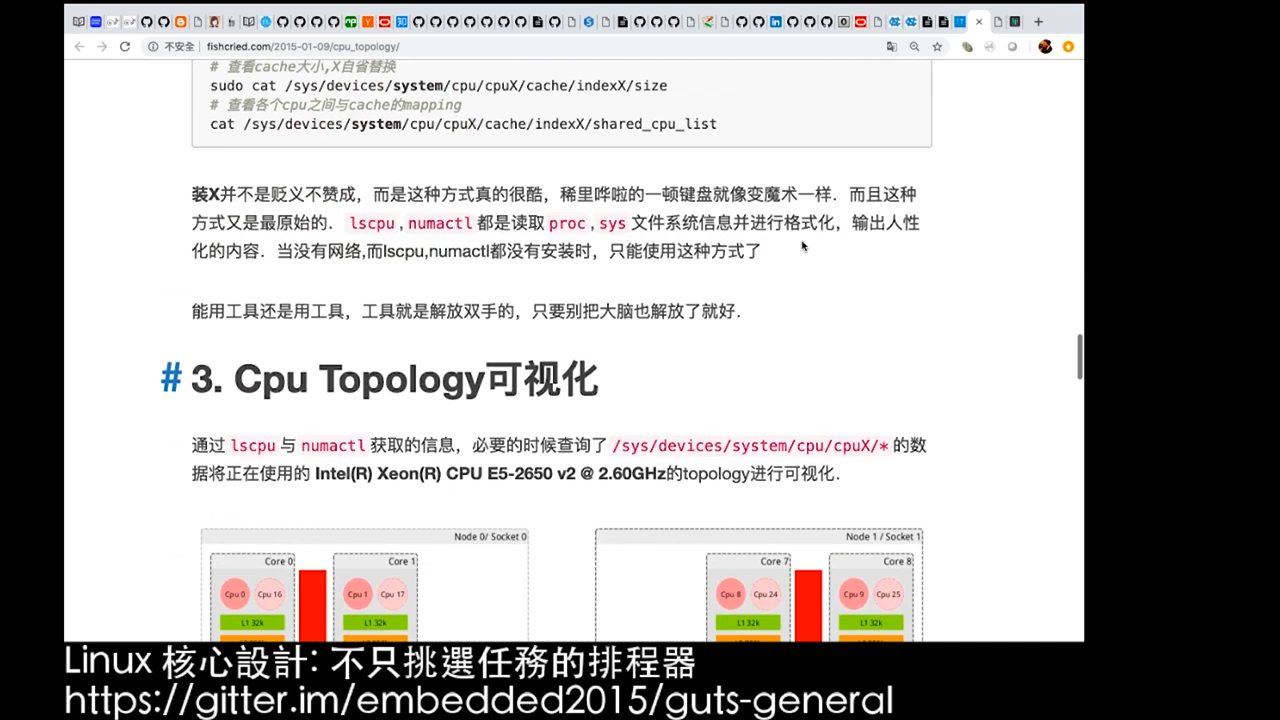 不安全 fishcried.com/2015-01-09/cpu_topology/
# 查看cache大小,X自省替换
sudo cat /sys/devices/system/cpu/cpuX/cache/indexX/size
# 查看各个cpu之间与cache的mapping
cat /sys/devices/system/cpu/cpuX/cache/indexX/shared_cpu_list
装X并不是贬义不赞成，而是这种方式真的很酷，稀里哗啦的一顿键盘就像变魔术一样．而且这种
方式又是最原始的．lscpu,numactl都是读取proc,sys文件系统信息并进行格式化，输出人性
化的内容．当没有网络,而lscpu,numactl都没有安装时，只能使用这种方式了
能用工具还是用工具，工具就是解放双手的，只要别把大脑也解放了就好．
# 3. Cpu Topology可视化
通过 lscpu 与 numactl 获取的信息，必要的时候查询了 /sys/devices/system/cpu/cpuX/* 的数
据将正在使用的 Intel(R) Xeon(R) CPU E5-2650 v2 @ 2.60GHz的topology进行可视化．
Node 0/ Socket 0
Node 1 / Socket 1
Core 0
Core 1
Core 7
Core 8
Cpu 0
Cpu 16
Cpu 1
Cpu 17
Cpu 8
Cpu 24
Cpu 9
Cpu 25
L1 32k
L1 32k
L1 32k
L1 32k
Linux 核心設計: 不只挑選任務的排程器
https://gitter.im/embedded2015/guts-general